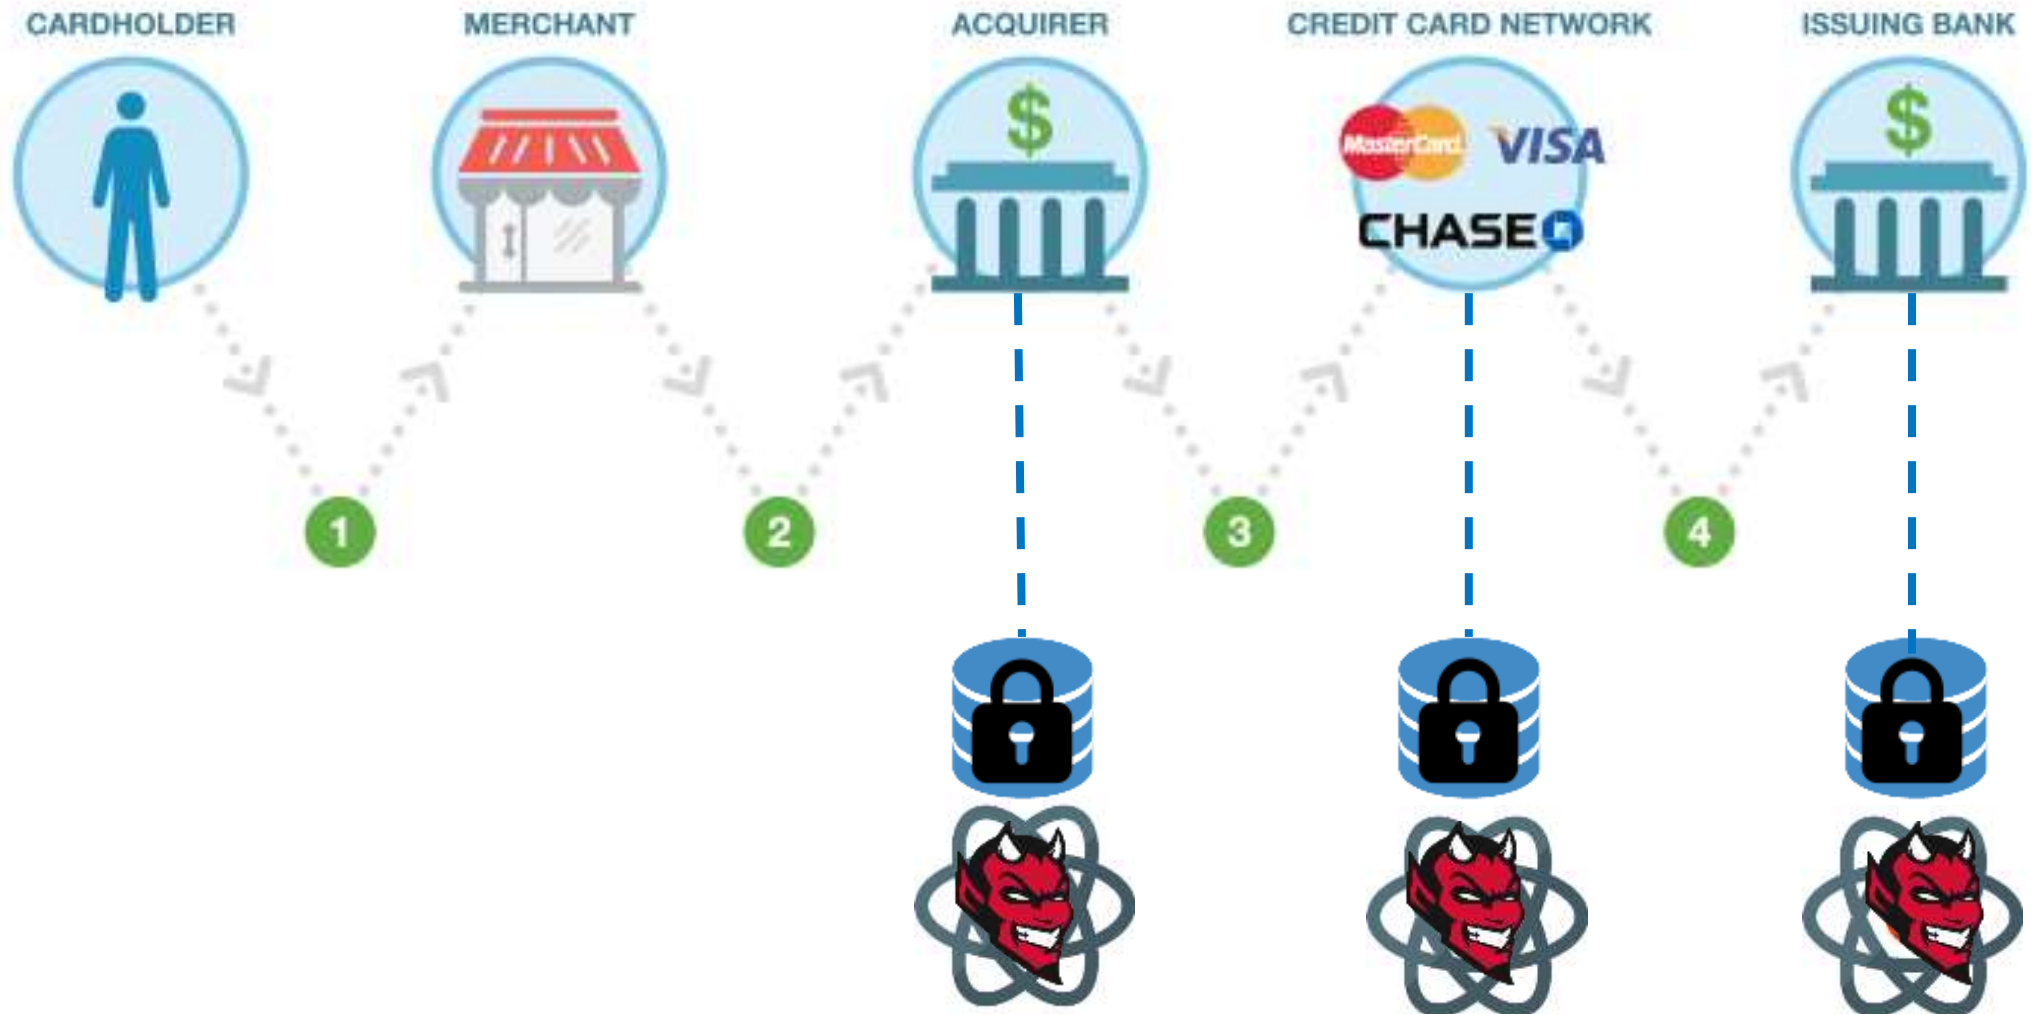 CARDHOLDER
MERCHANT
ACQUIRER
CREDIT CARD NETWORK
ISSUING BANK
$
MasterCard
VISA
$
CHASE
1
2
3
4